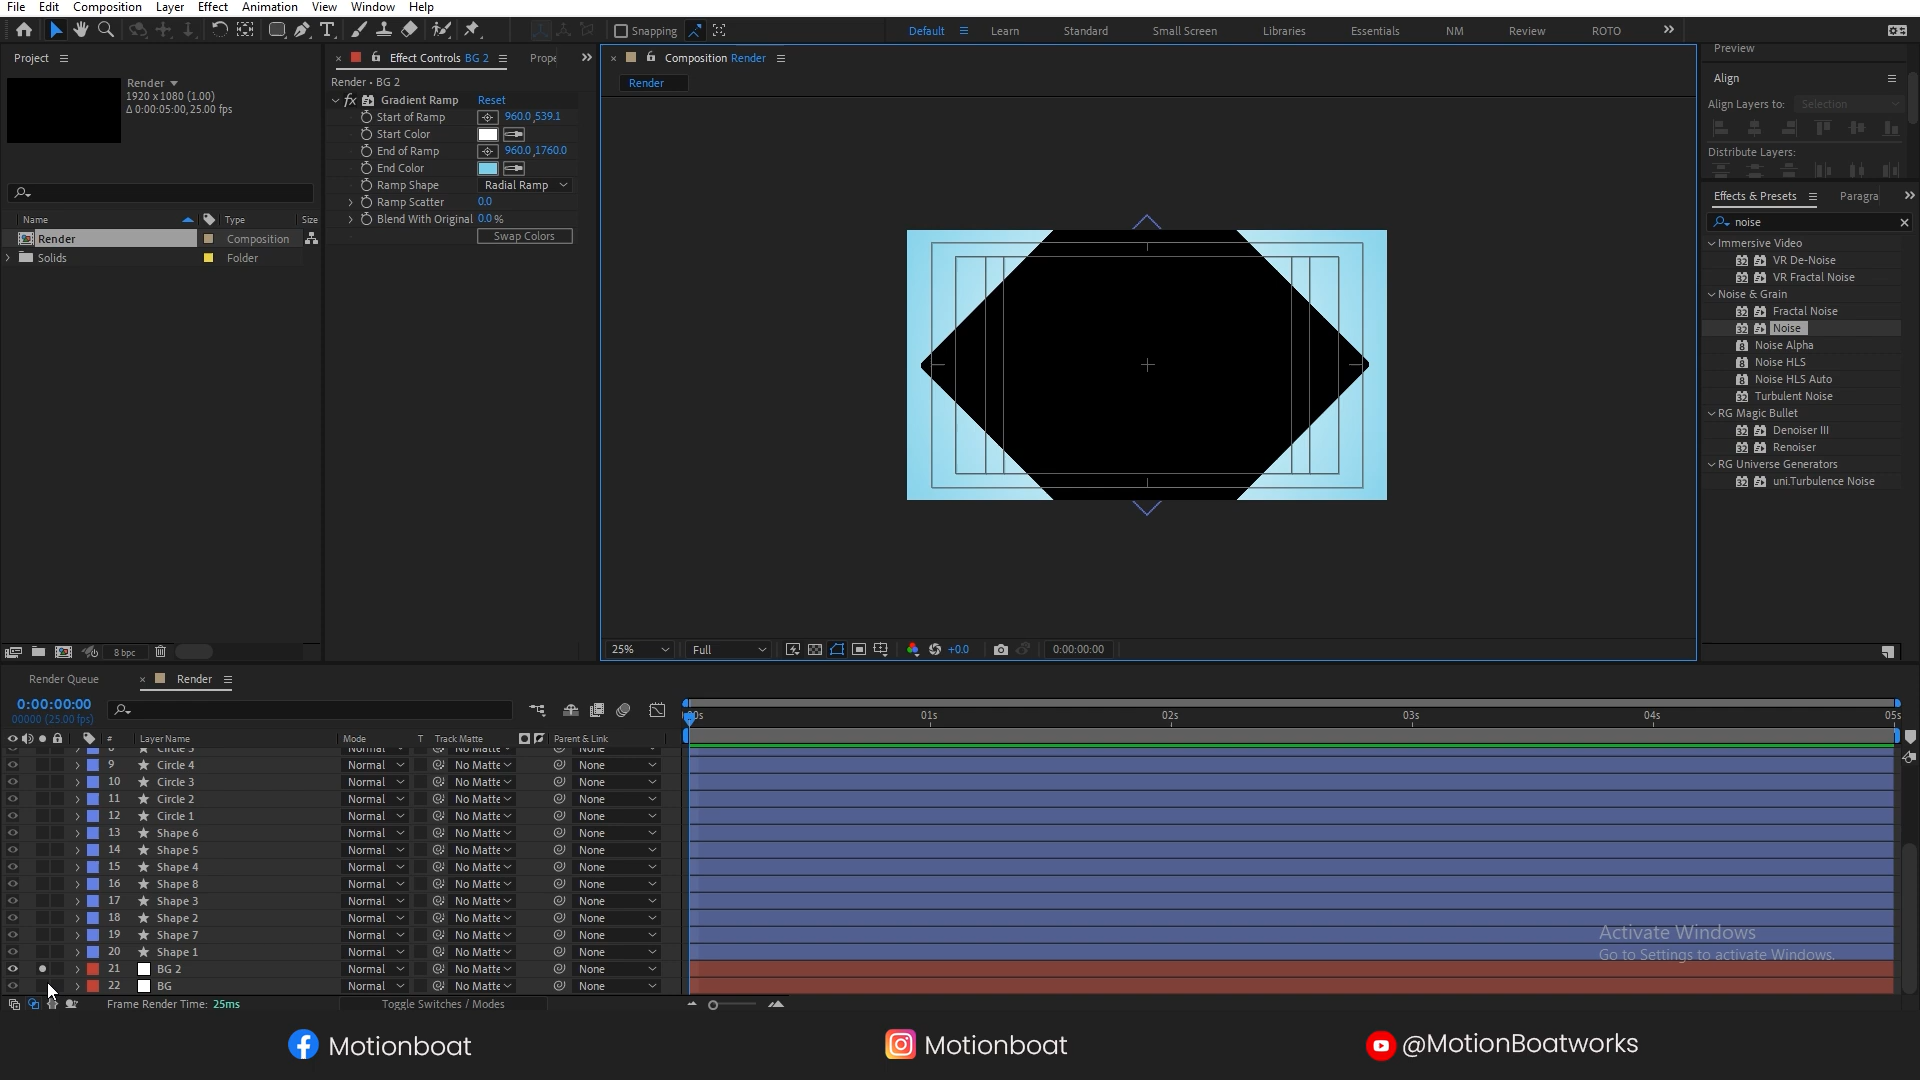 File Edit Composition Layer Effect Animation View Window Help
Snapping
Default Learn Standard Small Screen Libraries Essentials NM Review ROTO
Project
Render
1920 x 1080 (1.00)
Δ 0:00:05:00, 25.00 fps
Name Type Size
Render Composition
Solids Folder
8 bpc
Effect Controls BG 2
Render • BG 2
fx Gradient Ramp Reset
Start of Ramp 960.0,539.1
Start Color
End of Ramp 960.0,1760.0
End Color
Ramp Shape Radial Ramp
Ramp Scatter 0.0
Blend With Original 0.0 %
Swap Colors
Composition Render
Render
25% Full +0.0 0:00:00:00
Preview
Align
Align Layers to: Selection
Distribute Layers:
Effects & Presets Paragra
noise
Immersive Video
VR De-Noise
VR Fractal Noise
Noise & Grain
Fractal Noise
Noise
Noise Alpha
Noise HLS
Noise HLS Auto
Turbulent Noise
RG Magic Bullet
Denoiser III
Renoiser
RG Universe Generators
uni.Turbulence Noise
Render Queue Render
0:00:00:00
00000 (25.00 fps)
01s 02s 03s 04s 05s
# Layer Name Mode T Track Matte Parent & Link
9 Circle 4 Normal No Matte None
10 Circle 3 Normal No Matte None
11 Circle 2 Normal No Matte None
12 Circle 1 Normal No Matte None
13 Shape 6 Normal No Matte None
14 Shape 5 Normal No Matte None
15 Shape 4 Normal No Matte None
16 Shape 8 Normal No Matte None
17 Shape 3 Normal No Matte None
18 Shape 2 Normal No Matte None
19 Shape 7 Normal No Matte None
20 Shape 1 Normal No Matte None
21 BG 2 Normal No Matte None
22 BG Normal No Matte None
Frame Render Time: 25ms Toggle Switches / Modes
Activate Windows
Go to Settings to activate Windows.
Motionboat Motionboat @MotionBoatworks